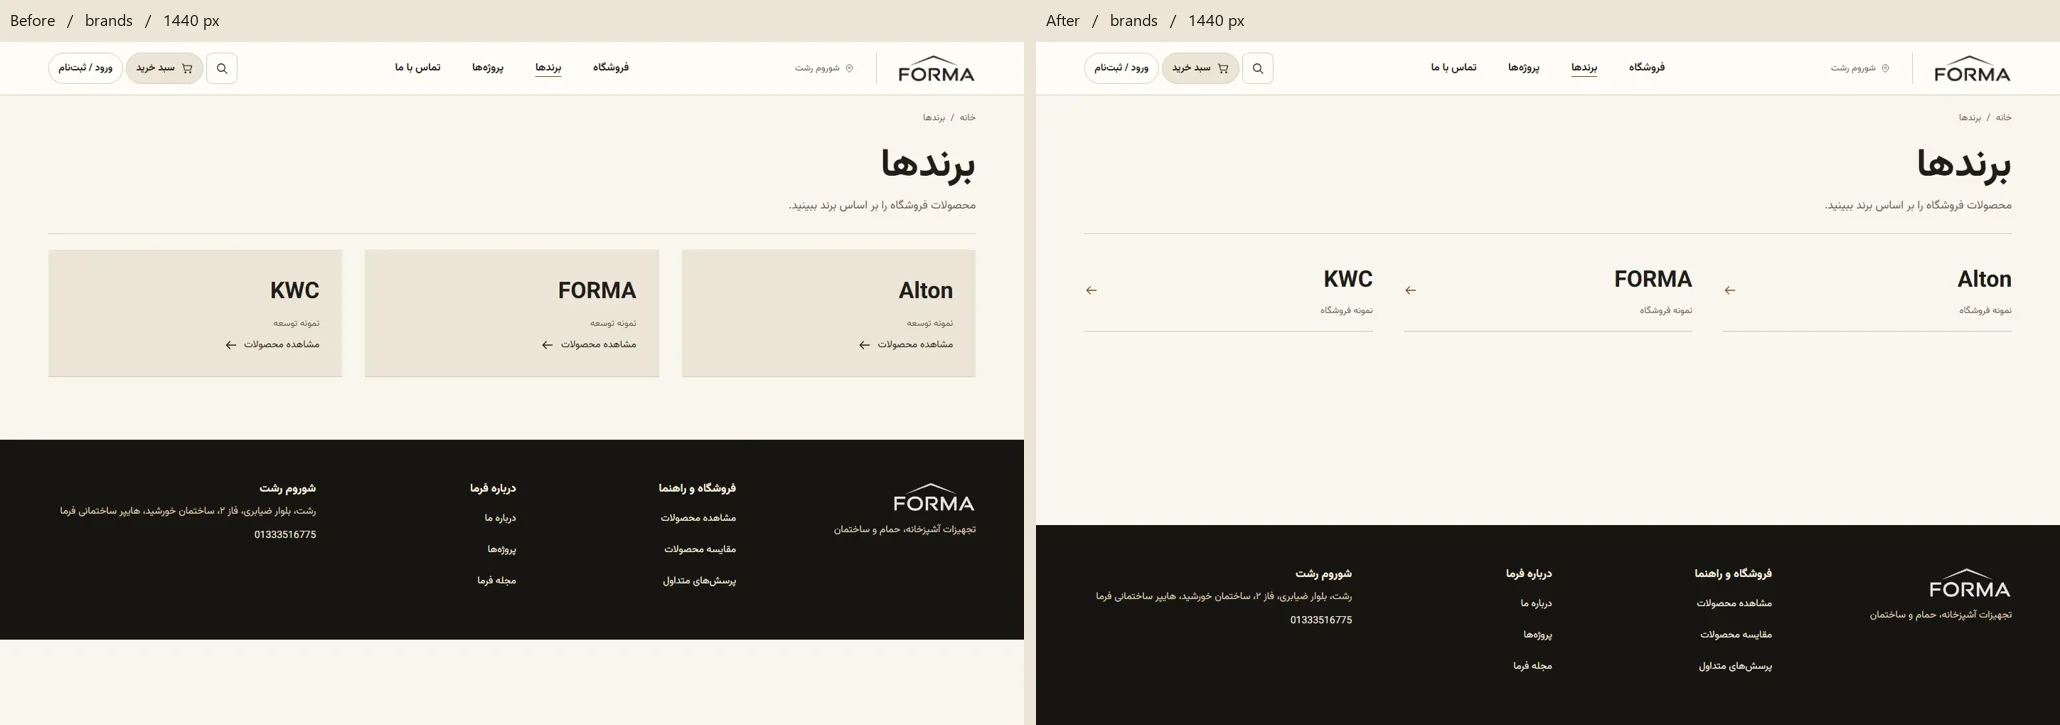 Before / brands / 1440 px
FORMA
شوروم رشت
فروشگاه
برندها
پروژه‌ها
تماس با ما
سبد خرید
ورود / ثبت‌نام
خانه / برندها
برندها
محصولات فروشگاه را بر اساس برند ببینید.
Alton
نمونه توسعه
مشاهده محصولات
FORMA
نمونه توسعه
مشاهده محصولات
KWC
نمونه توسعه
مشاهده محصولات
FORMA
تجهیزات آشپزخانه، حمام و ساختمان
فروشگاه و راهنما
مشاهده محصولات
مقایسه محصولات
پرسش‌های متداول
درباره فرما
درباره ما
پروژه‌ها
مجله فرما
شوروم رشت
رشت، بلوار ضیابری، فاز ۲، ساختمان خورشید، هایپر ساختمانی فرما
01333516775
After / brands / 1440 px
FORMA
شوروم رشت
فروشگاه
برندها
پروژه‌ها
تماس با ما
سبد خرید
ورود / ثبت‌نام
خانه / برندها
برندها
محصولات فروشگاه را بر اساس برند ببینید.
Alton
نمونه فروشگاه
FORMA
نمونه فروشگاه
KWC
نمونه فروشگاه
FORMA
تجهیزات آشپزخانه، حمام و ساختمان
فروشگاه و راهنما
مشاهده محصولات
مقایسه محصولات
پرسش‌های متداول
درباره فرما
درباره ما
پروژه‌ها
مجله فرما
شوروم رشت
رشت، بلوار ضیابری، فاز ۲، ساختمان خورشید، هایپر ساختمانی فرما
01333516775